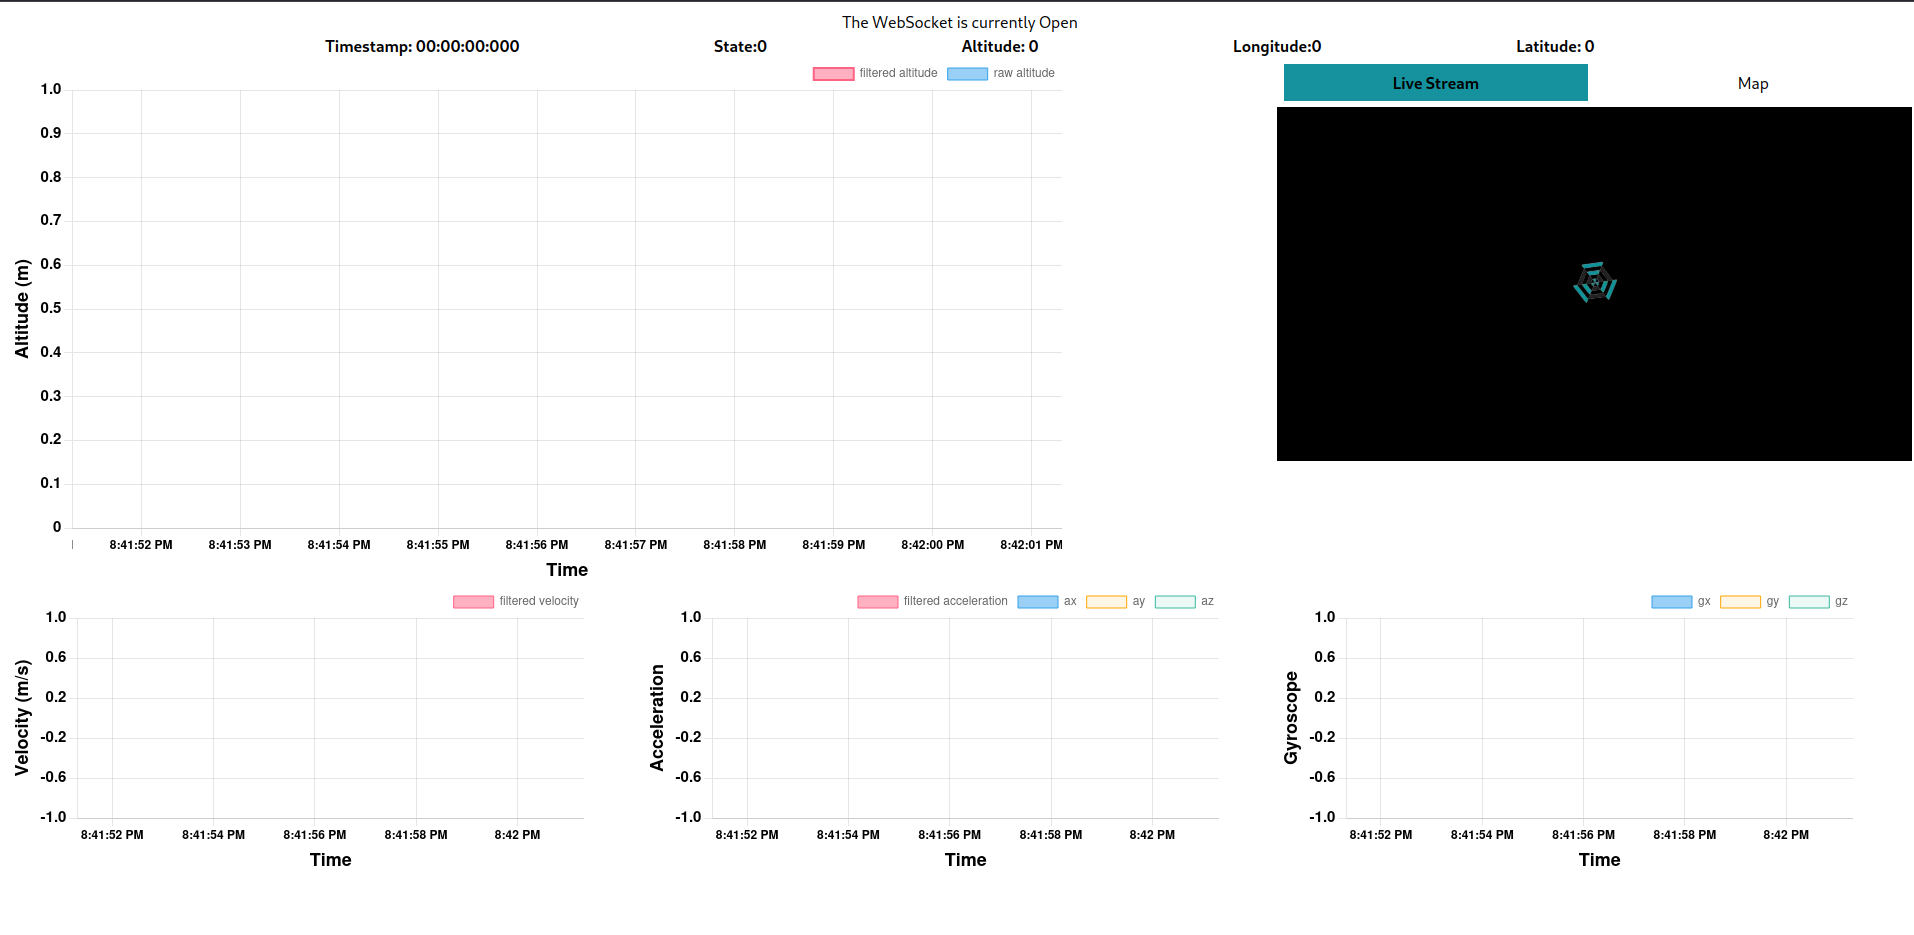 The WebSocket is currently Open
Timestamp: 00:00:00:000 State:0 Altitude: 0 Longitude:0 Latitude: 0
filtered altitude raw altitude
Live Stream Map
1.0
0.9
0.8
0.7
0.6
0.5
0.4
0.3
0.2
0.1
0
Altitude (m)
8:41:52 PM 8:41:53 PM 8:41:54 PM 8:41:55 PM 8:41:56 PM 8:41:57 PM 8:41:58 PM 8:41:59 PM 8:42:00 PM 8:42:01 PM
Time
filtered velocity
1.0
0.6
0.2
-0.2
-0.6
-1.0
Velocity (m/s)
8:41:52 PM 8:41:54 PM 8:41:56 PM 8:41:58 PM 8:42 PM
Time
filtered acceleration ax ay az
1.0
0.6
0.2
-0.2
-0.6
-1.0
Acceleration
8:41:52 PM 8:41:54 PM 8:41:56 PM 8:41:58 PM 8:42 PM
Time
gx gy gz
1.0
0.6
0.2
-0.2
-0.6
-1.0
Gyroscope
8:41:52 PM 8:41:54 PM 8:41:56 PM 8:41:58 PM 8:42 PM
Time